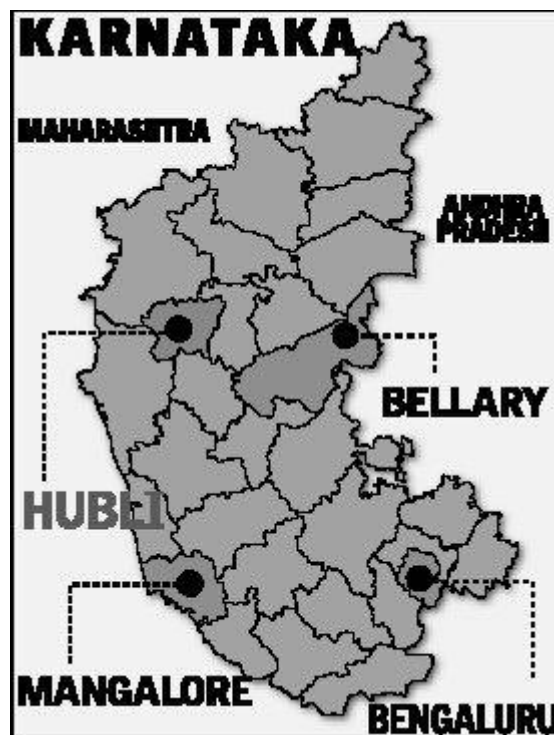 KARNATAKA
MAHARASHTRA
ANDHRA
PRADESH
BELLARY
HUBLI
MANGALORE
BENGALURU